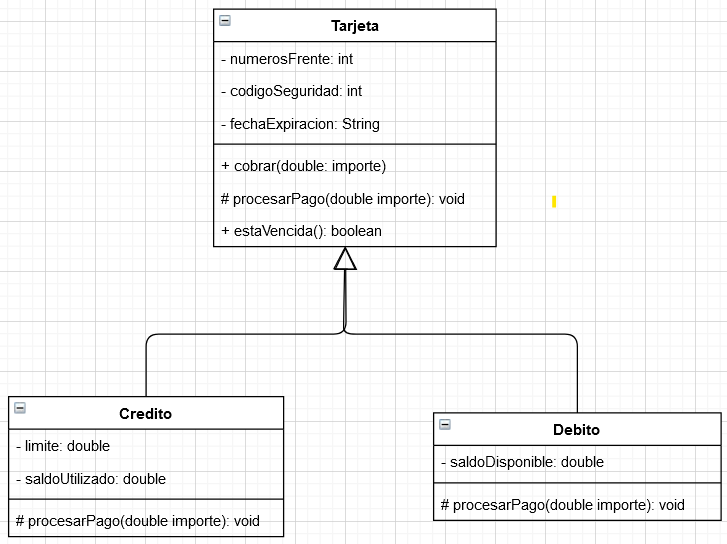 Tarjeta
- numerosFrente: int
- codigoSeguridad: int
- fechaExpiracion: String
+ cobrar(double: importe)
# procesarPago(double importe): void
+ estaVencida(): boolean
Credito
- limite: double
- saldoUtilizado: double
# procesarPago(double importe): void
Debito
- saldoDisponible: double
# procesarPago(double importe): void